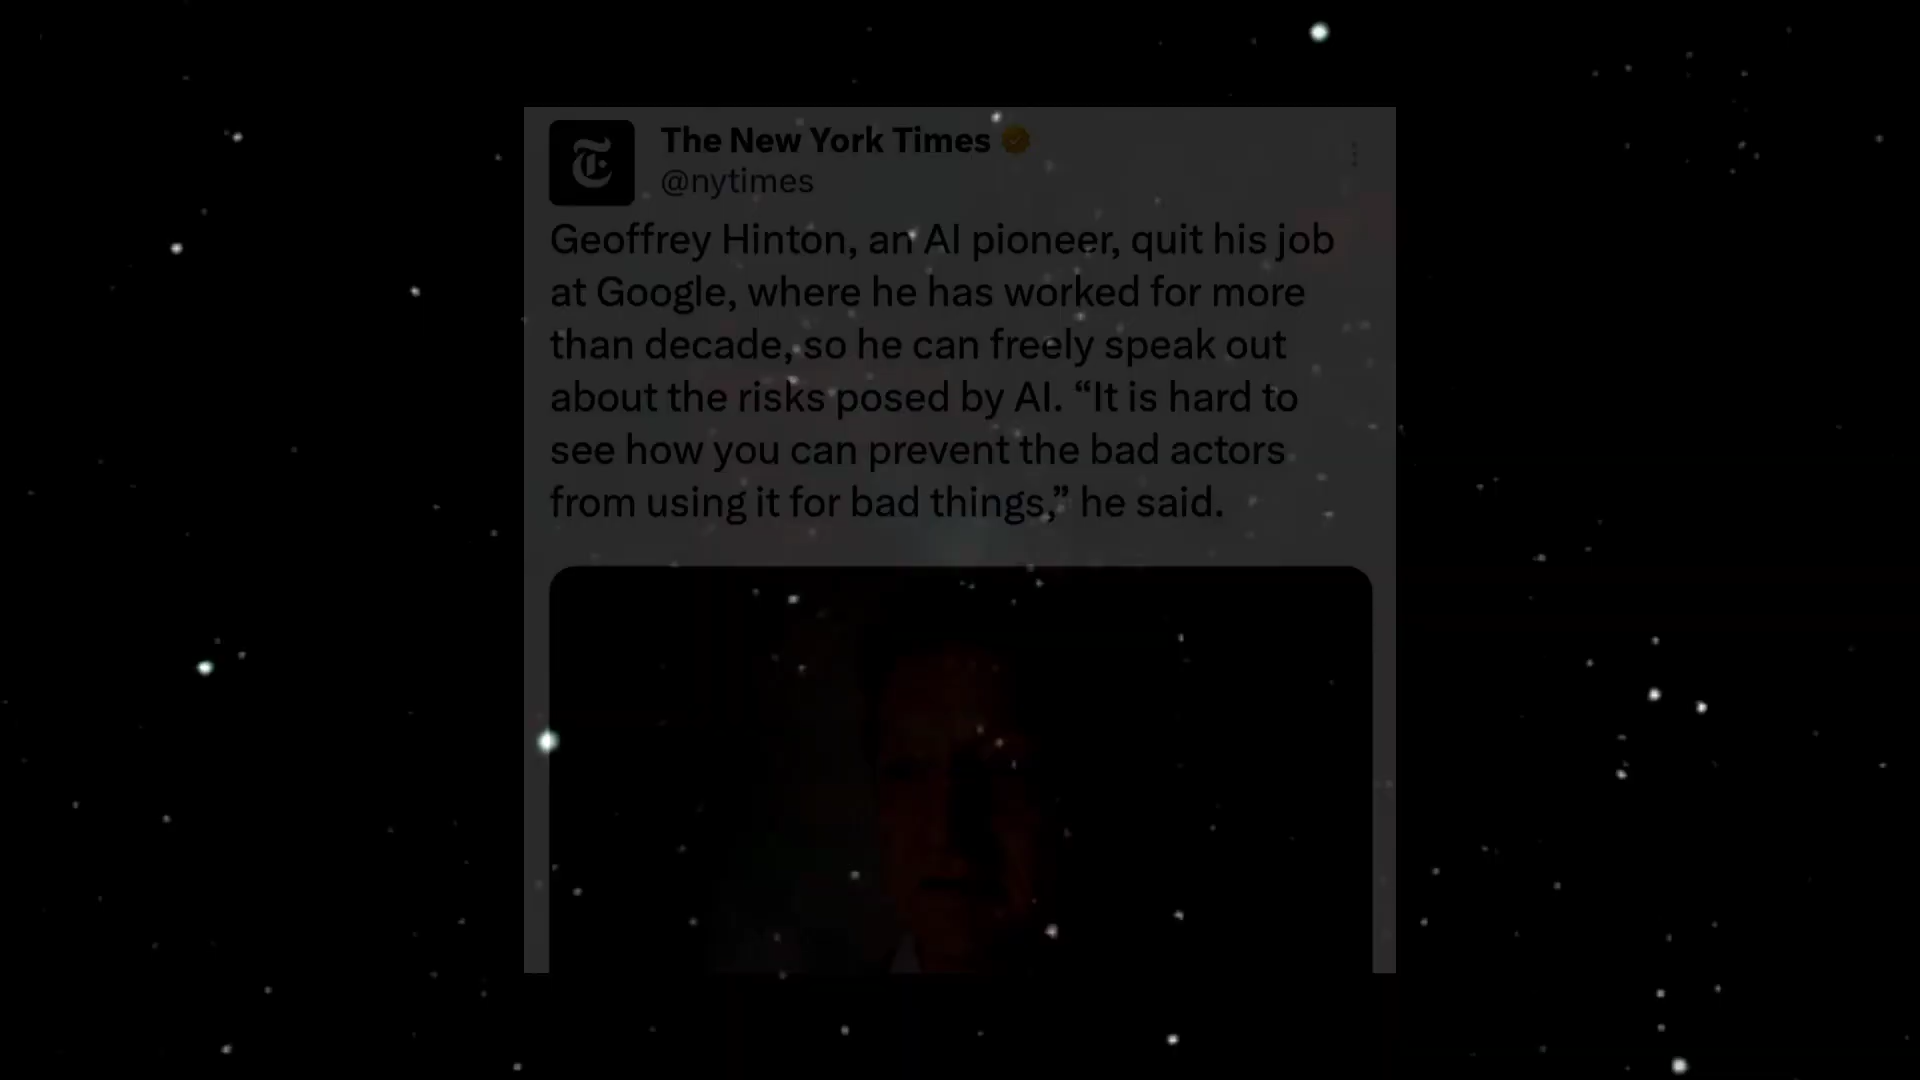 The New York Times
@nytimes
Geoffrey Hinton, an AI pioneer, quit his job
at Google, where he has worked for more
than decade, so he can freely speak out
about the risks posed by AI. “It is hard to
see how you can prevent the bad actors
from using it for bad things,” he said.